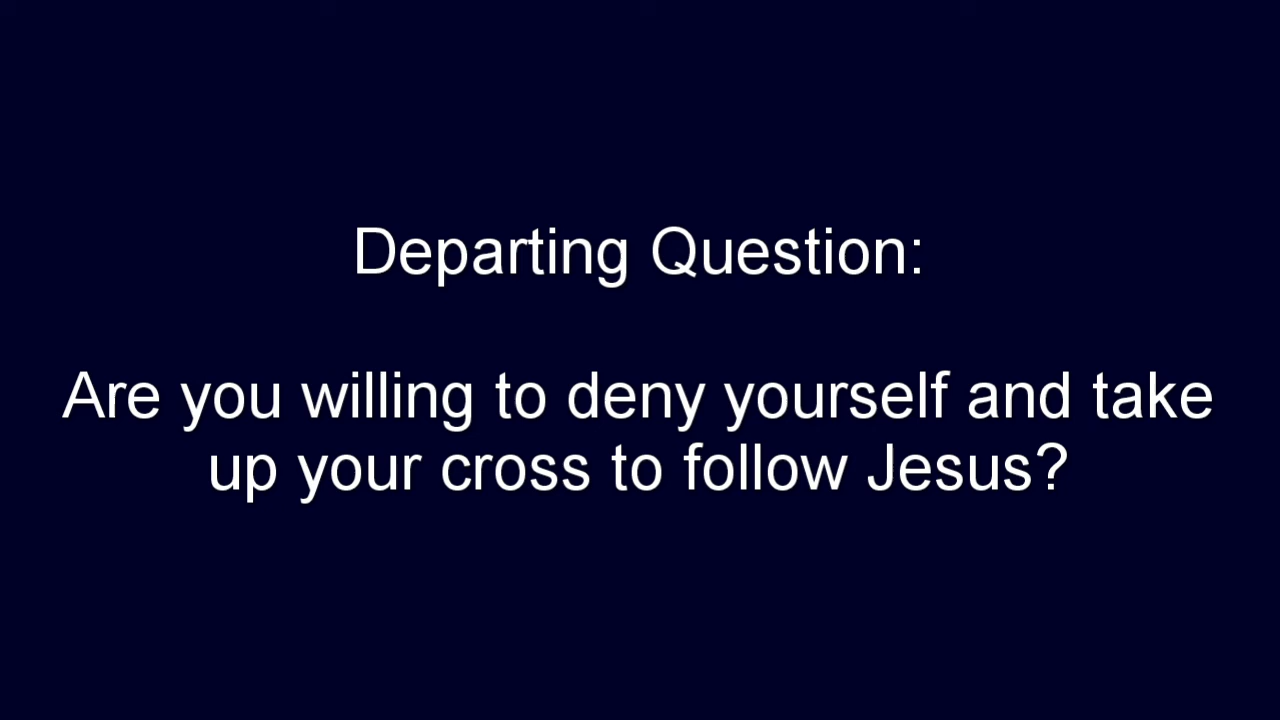 Departing Question:
Are you willing to deny yourself and take
up your cross to follow Jesus?